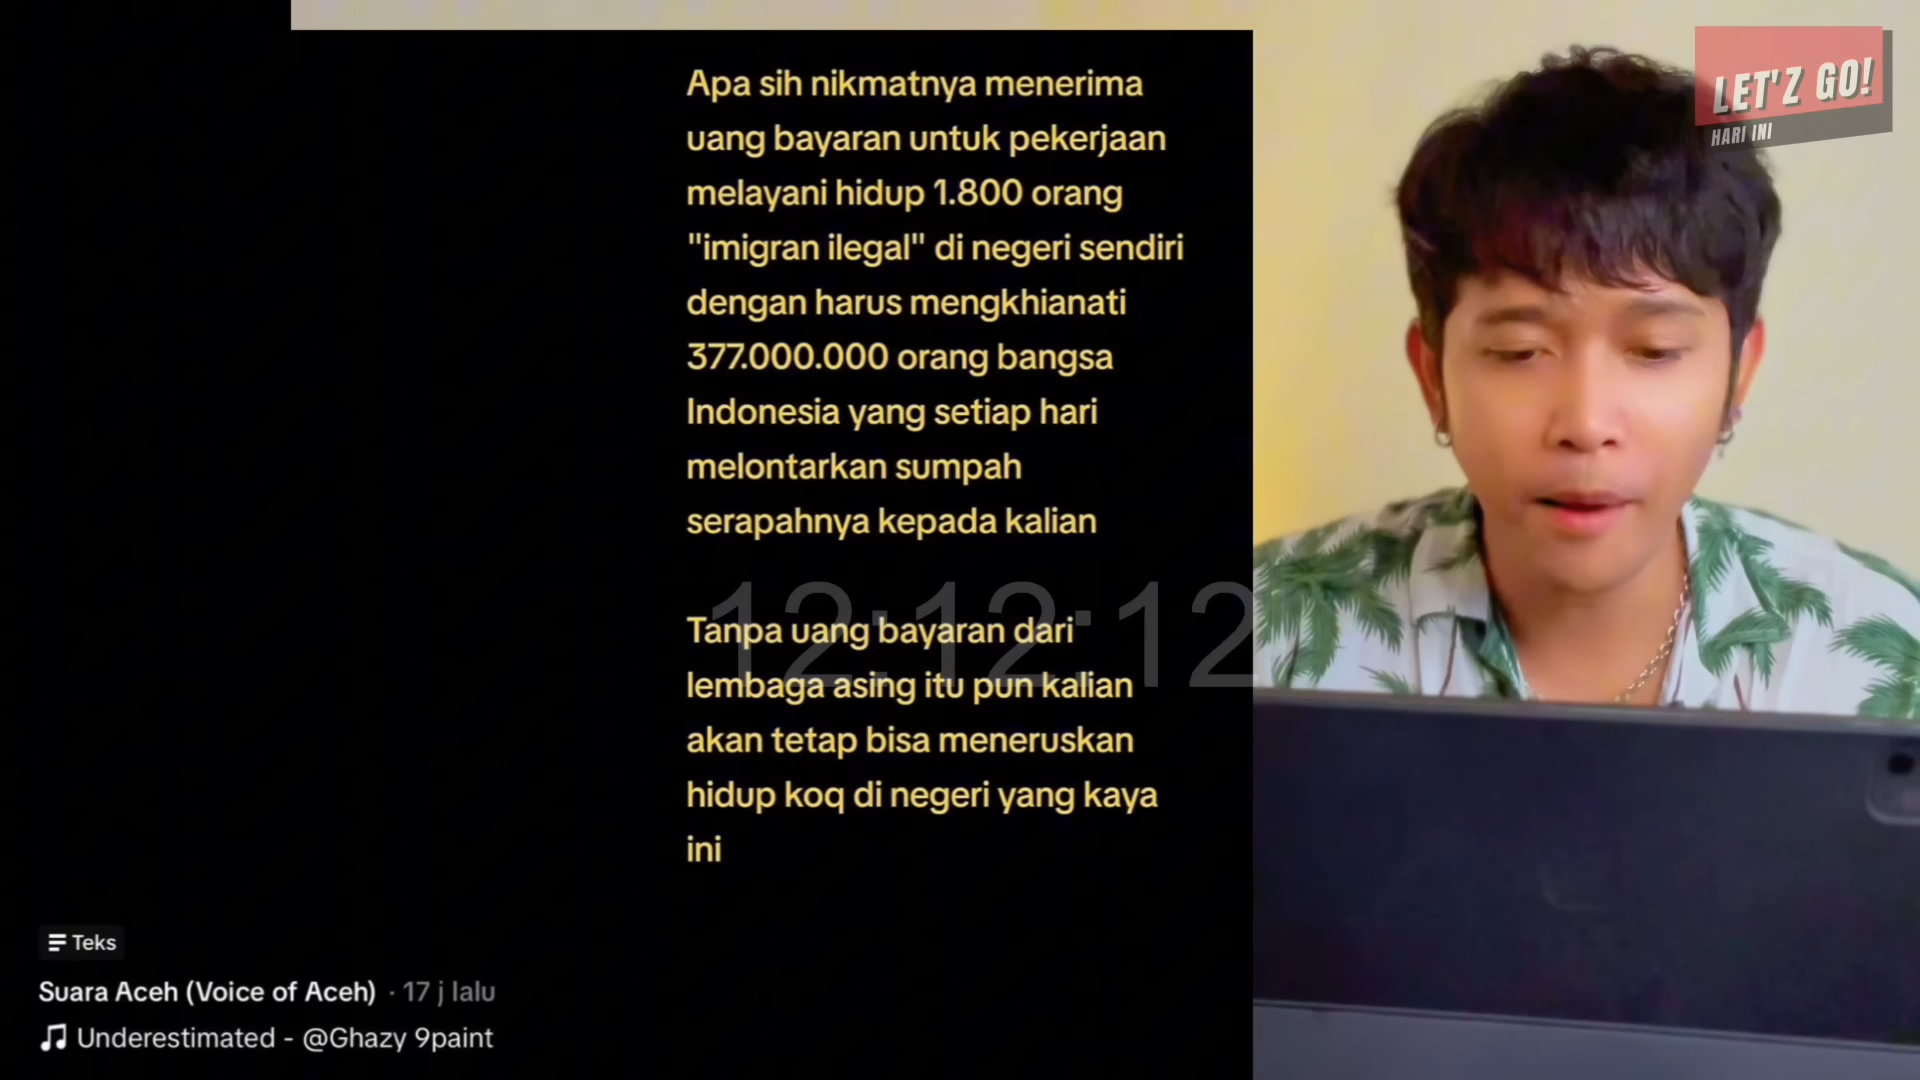 Apa sih nikmatnya menerima
uang bayaran untuk pekerjaan
melayani hidup 1.800 orang
"imigran ilegal" di negeri sendiri
dengan harus mengkhianati
377.000.000 orang bangsa
Indonesia yang setiap hari
melontarkan sumpah
serapahnya kepada kalian
Tanpa uang bayaran dari
lembaga asing itu pun kalian
akan tetap bisa meneruskan
hidup koq di negeri yang kaya
ini
12:12:12
Teks
Suara Aceh (Voice of Aceh) · 17 j lalu
Underestimated - @Ghazy 9paint
LET'Z GO!
HARI INI